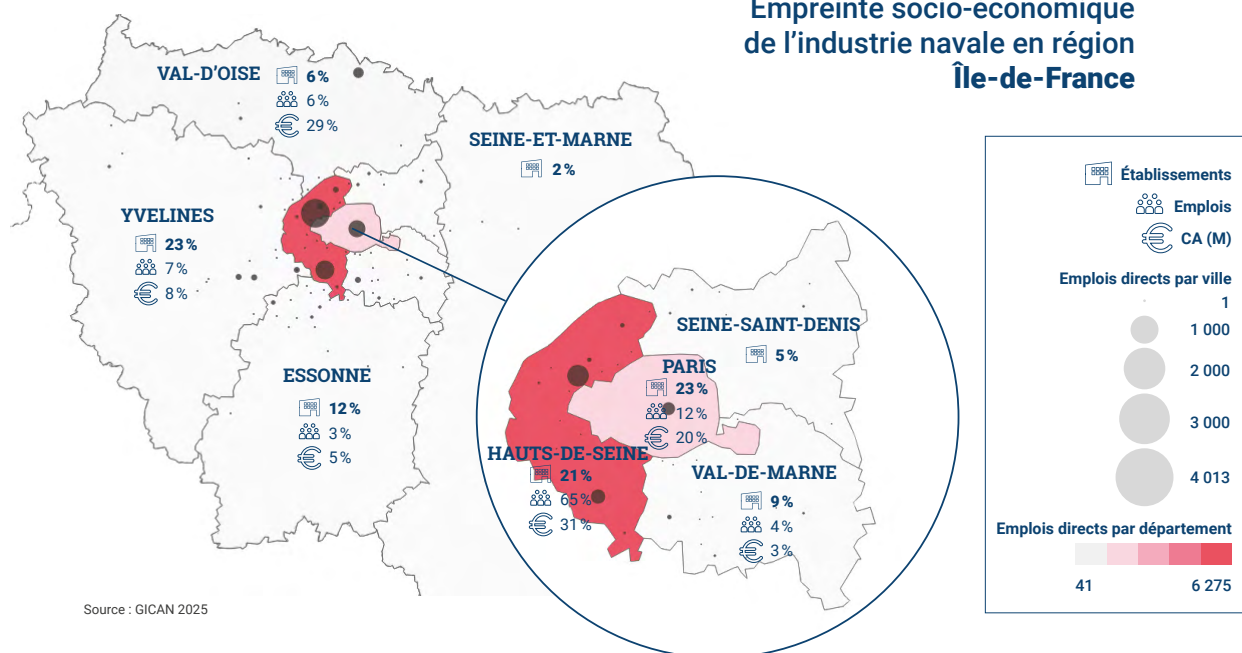 Empreinte socio-économique
de l'industrie navale en région
Île-de-France
VAL-D'OISE
6 %
6 %
29 %
SEINE-ET-MARNE
2 %
YVELINES
23 %
7 %
8 %
ESSONNE
12 %
3 %
5 %
SEINE-SAINT-DENIS
5 %
PARIS
23 %
12 %
20 %
HAUTS-DE-SEINE
21 %
65 %
31 %
VAL-DE-MARNE
9 %
4 %
3 %
Établissements
Emplois
CA (M)
Emplois directs par ville
1
1 000
2 000
3 000
4 013
Emplois directs par département
41
6 275
Source : GICAN 2025